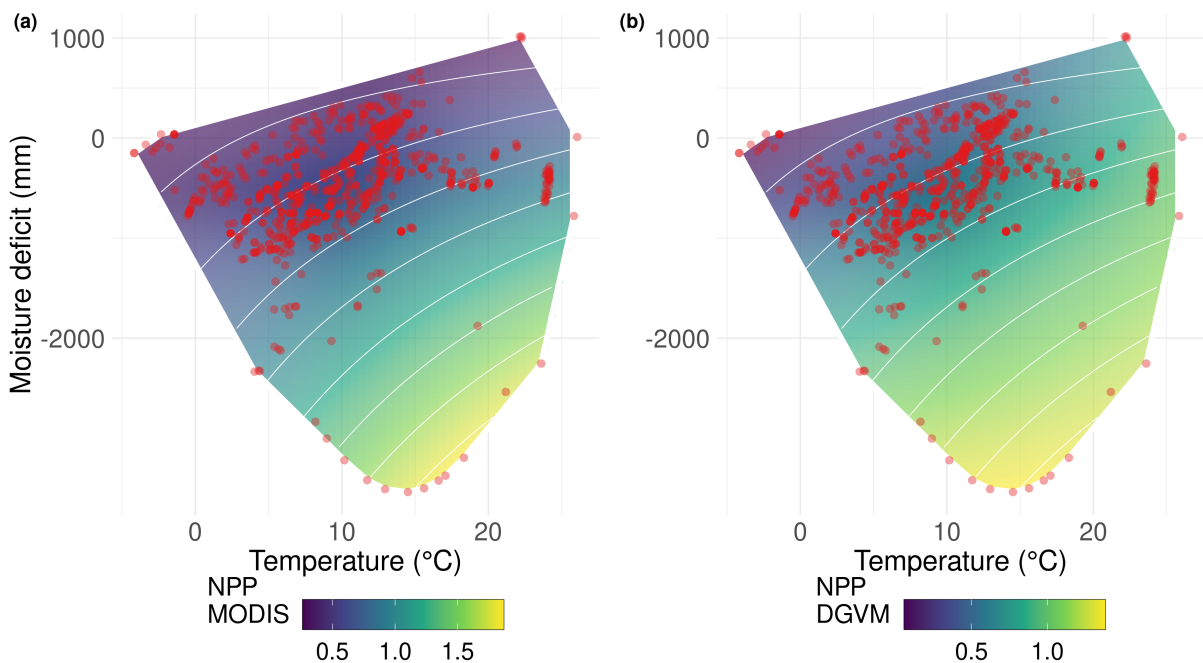 (a)
(b)
1000
0
-2000
Moisture deficit (mm)
0 10 20
Temperature (°C)
NPP
MODIS
0.5 1.0 1.5
1000
0
-2000
0 10 20
Temperature (°C)
NPP
DGVM
0.5 1.0